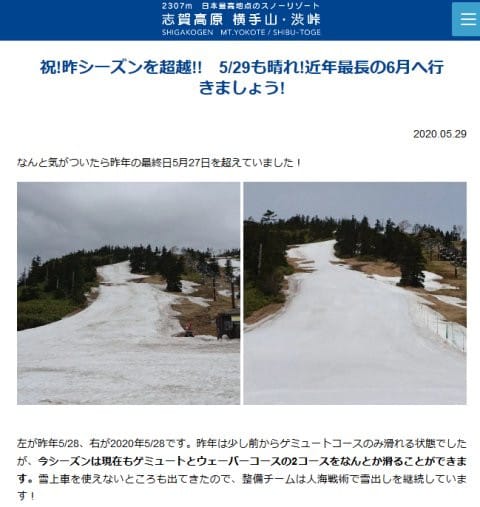 2307m 日本最高地点のスノーリゾート
志賀高原 横手山・渋峠
SHIGAKOGEN MT.YOKOTE / SHIBU-TOGE
祝!昨シーズンを超越!! 5/29も晴れ!近年最長の6月へ行
きましょう!
2020.05.29
なんと気がついたら昨年の最終日5月27日を超えていました！
左が昨年5/28、右が2020年5/28です。昨年は少し前からゲミュートコースのみ滑れる状態でした
が、今シーズンは現在もゲミュートとウェーバーコースの2コースをなんとか滑ることができま
す。雪上車を使えないところも出てきたので、整備チームは人海戦術で雪出しを継続していま
す！